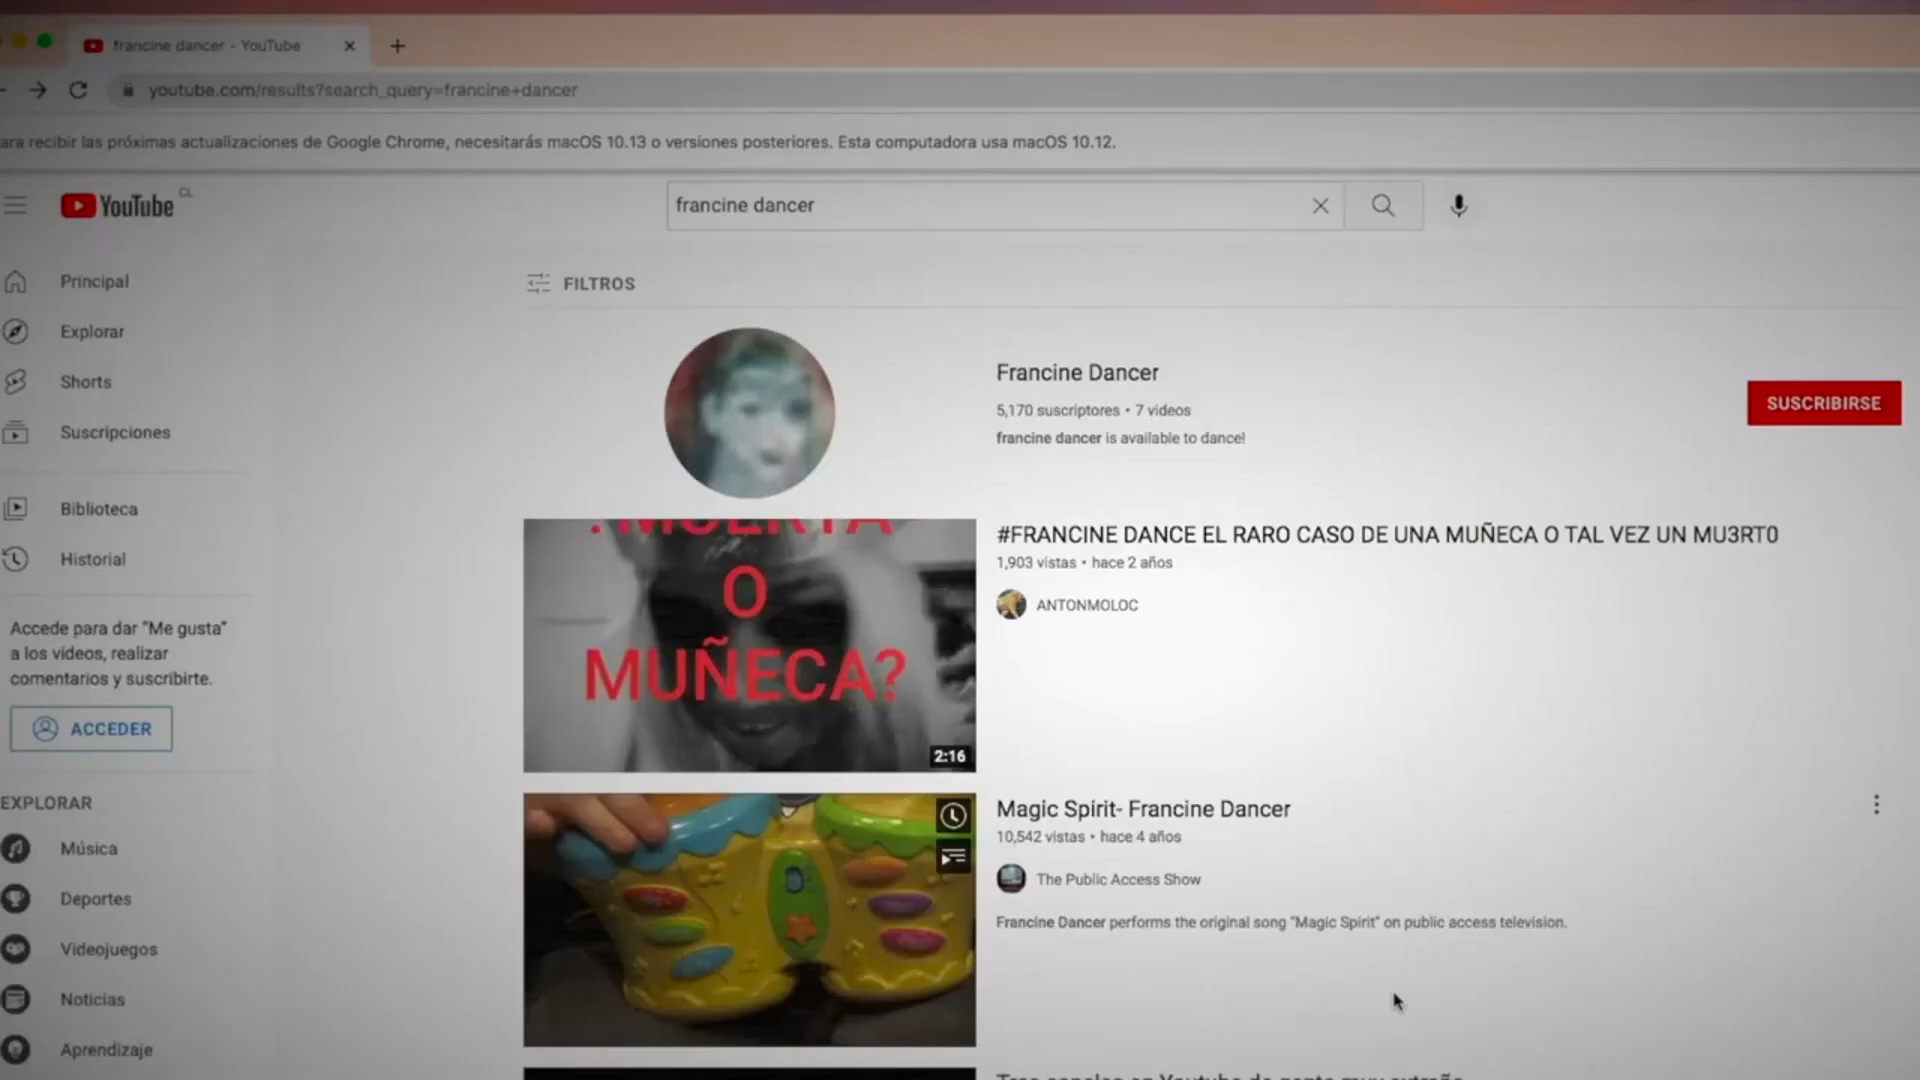 francine dancer - YouTube
youtube.com/results?search_query=francine+dancer
ara recibir las próximas actualizaciones de Google Chrome, necesitarás macOS 10.13 o versiones posteriores. Esta computadora usa macOS 10.12.
YouTube CL
francine dancer
Principal
Explorar
Shorts
Suscripciones
Biblioteca
Historial
Accede para dar "Me gusta"
a los videos, realizar
comentarios y suscribirte.
ACCEDER
EXPLORAR
Música
Deportes
Videojuegos
Noticias
Aprendizaje
FILTROS
Francine Dancer
5,170 suscriptores • 7 videos
francine dancer is available to dance!
SUSCRIBIRSE
¿MUERTA
O
MUÑECA?
2:16
#FRANCINE DANCE EL RARO CASO DE UNA MUÑECA O TAL VEZ UN MU3RT0
1,903 vistas • hace 2 años
ANTONMOLOC
Magic Spirit- Francine Dancer
10,542 vistas • hace 4 años
The Public Access Show
Francine Dancer performs the original song "Magic Spirit" on public access television.